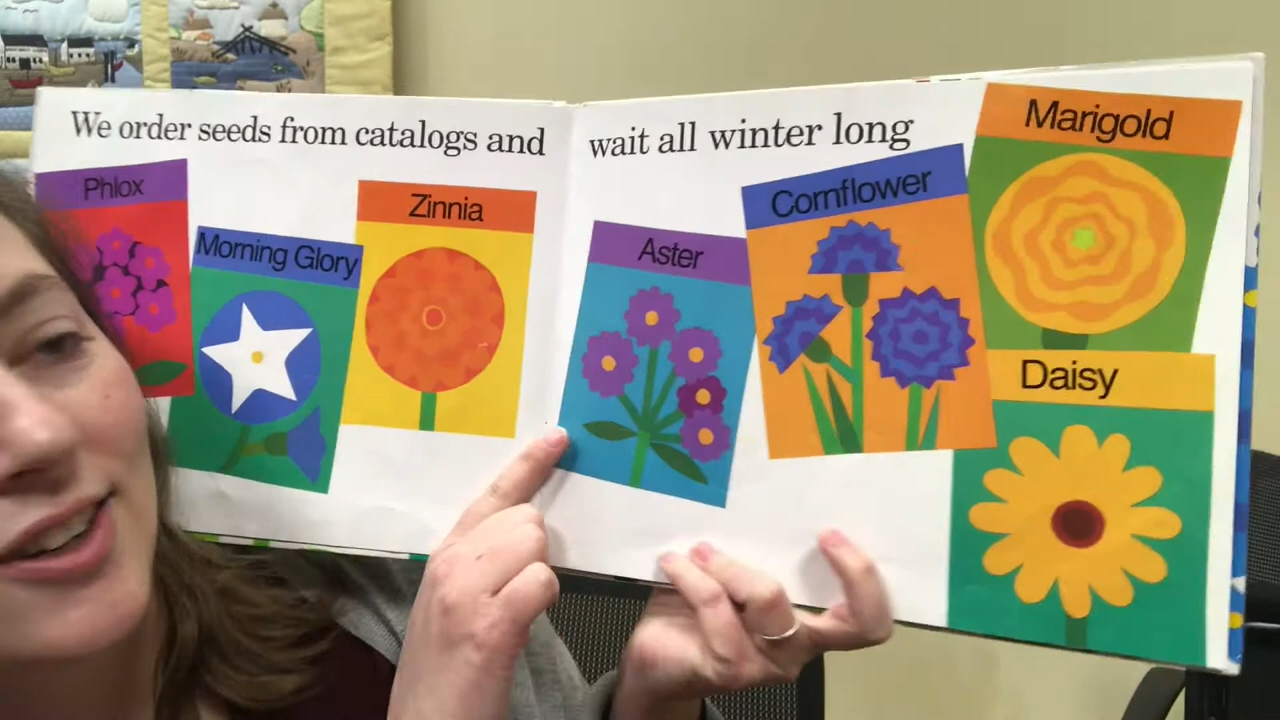 We order seeds from catalogs and
wait all winter long
Phlox
Morning Glory
Zinnia
Aster
Cornflower
Marigold
Daisy